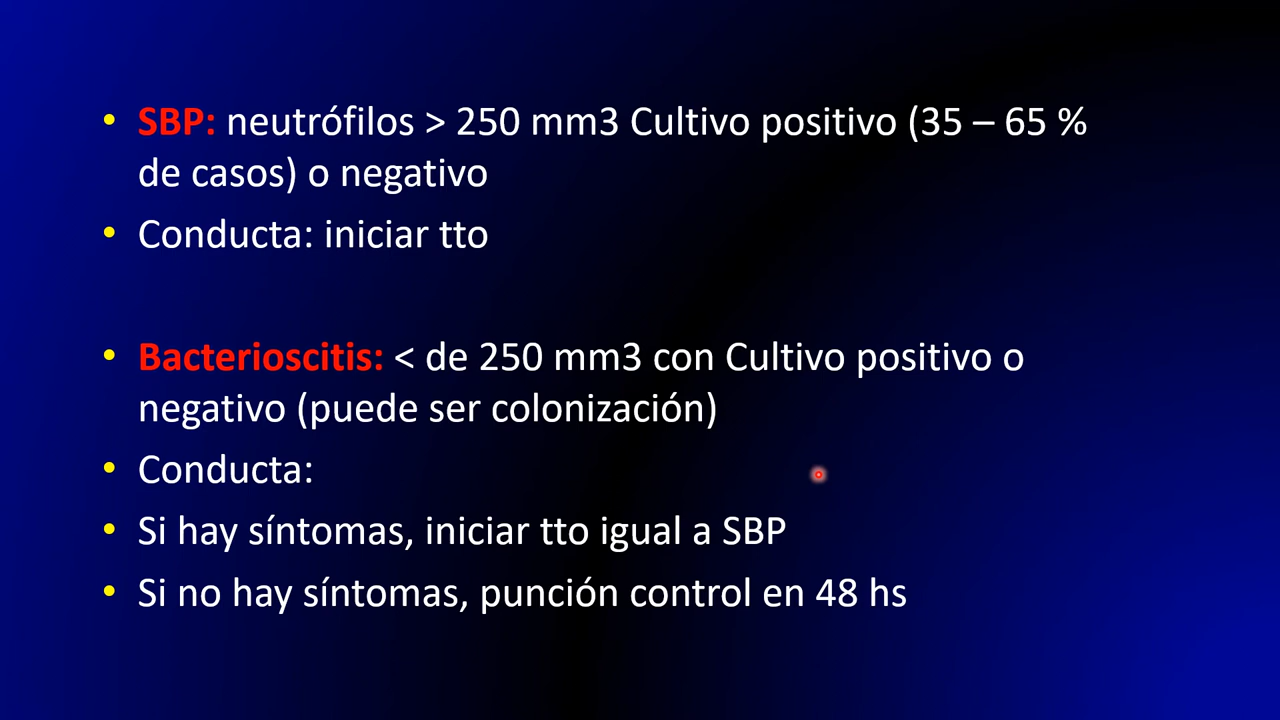 • SBP: neutrófilos > 250 mm3 Cultivo positivo (35 – 65 %
de casos) o negativo
• Conducta: iniciar tto
• Bacterioscitis: < de 250 mm3 con Cultivo positivo o
negativo (puede ser colonización)
• Conducta:
• Si hay síntomas, iniciar tto igual a SBP
• Si no hay síntomas, punción control en 48 hs